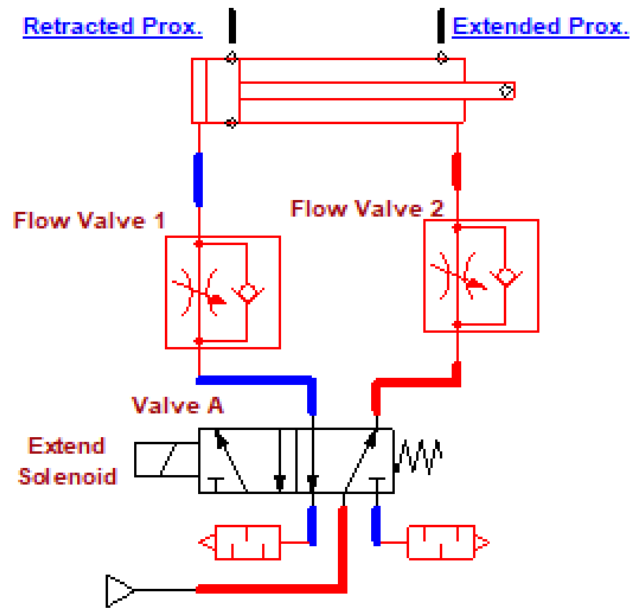 Retracted Prox.
Extended Prox.
Flow Valve 1
Flow Valve 2
Valve A
Extend
Solenoid